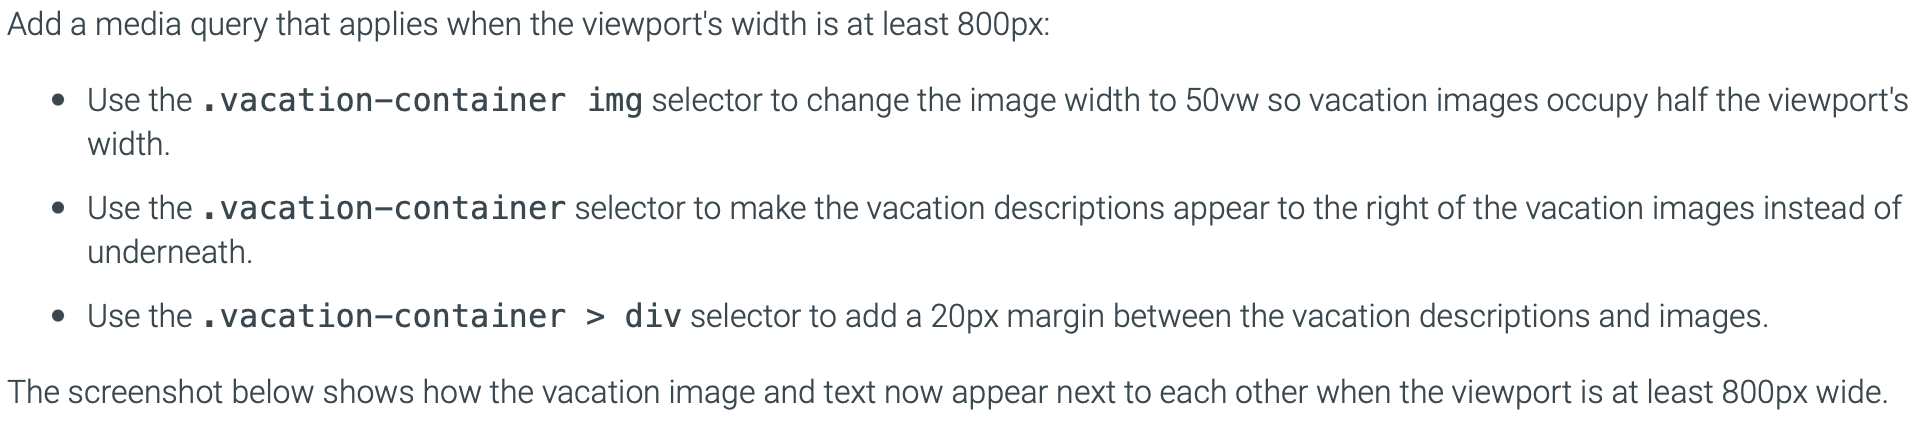 Add a media query that applies when the viewport's width is at least 800px:
• Use the .vacation-container img selector to change the image width to 50vw so vacation images occupy half the viewport's
width.
• Use the .vacation-container selector to make the vacation descriptions appear to the right of the vacation images instead of
underneath.
• Use the .vacation-container > div selector to add a 20px margin between the vacation descriptions and images.
The screenshot below shows how the vacation image and text now appear next to each other when the viewport is at least 800px wide.